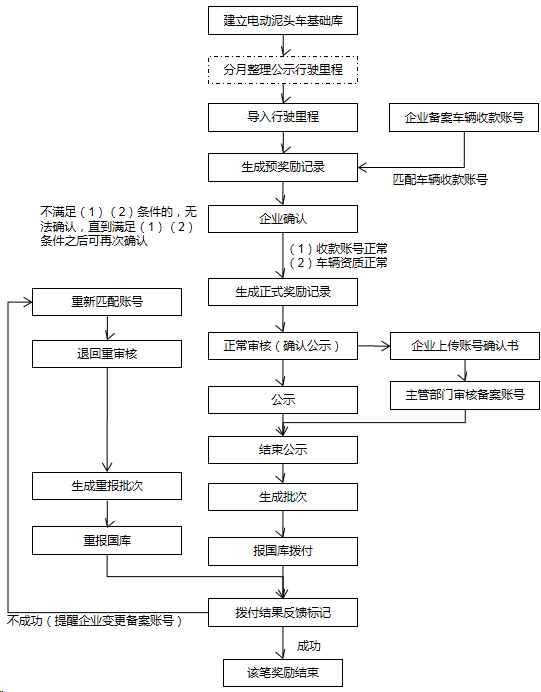 建立电动泥头车基础库
分月整理公示行驶里程
导入行驶里程
企业备案车辆收款账号
生成预奖励记录
匹配车辆收款账号
不满足（1）（2）条件的，无
法确认，直到满足（1）（2）
条件之后可再次确认
企业确认
（1）收款账号正常
（2）车辆资质正常
重新匹配账号
生成正式奖励记录
退回重审核
正常审核（确认公示）
企业上传账号确认书
公示
主管部门审核备案账号
结束公示
生成重报批次
生成批次
重报国库
报国库拨付
不成功（提醒企业变更备案账号）
拨付结果反馈标记
成功
该笔奖励结束